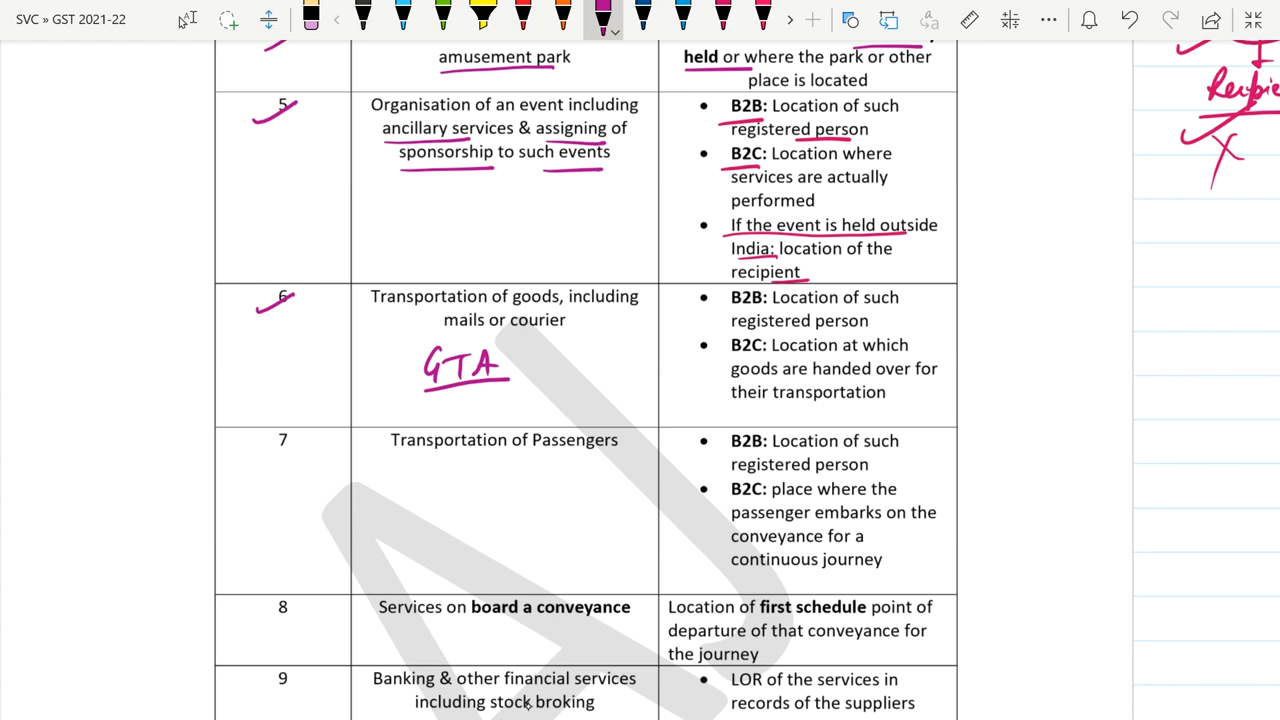 SVC » GST 2021-22
amusement park
held or where the park or other
place is located
5
Organisation of an event including
ancillary services & assigning of
sponsorship to such events
• B2B: Location of such
registered person
• B2C: Location where
services are actually
performed
• If the event is held outside
India: location of the
recipient
6
Transportation of goods, including
mails or courier
GTA
• B2B: Location of such
registered person
• B2C: Location at which
goods are handed over for
their transportation
7
Transportation of Passengers
• B2B: Location of such
registered person
• B2C: place where the
passenger embarks on the
conveyance for a
continuous journey
8
Services on board a conveyance
Location of first schedule point of
departure of that conveyance for
the journey
9
Banking & other financial services
including stock broking
• LOR of the services in
records of the suppliers
AJ